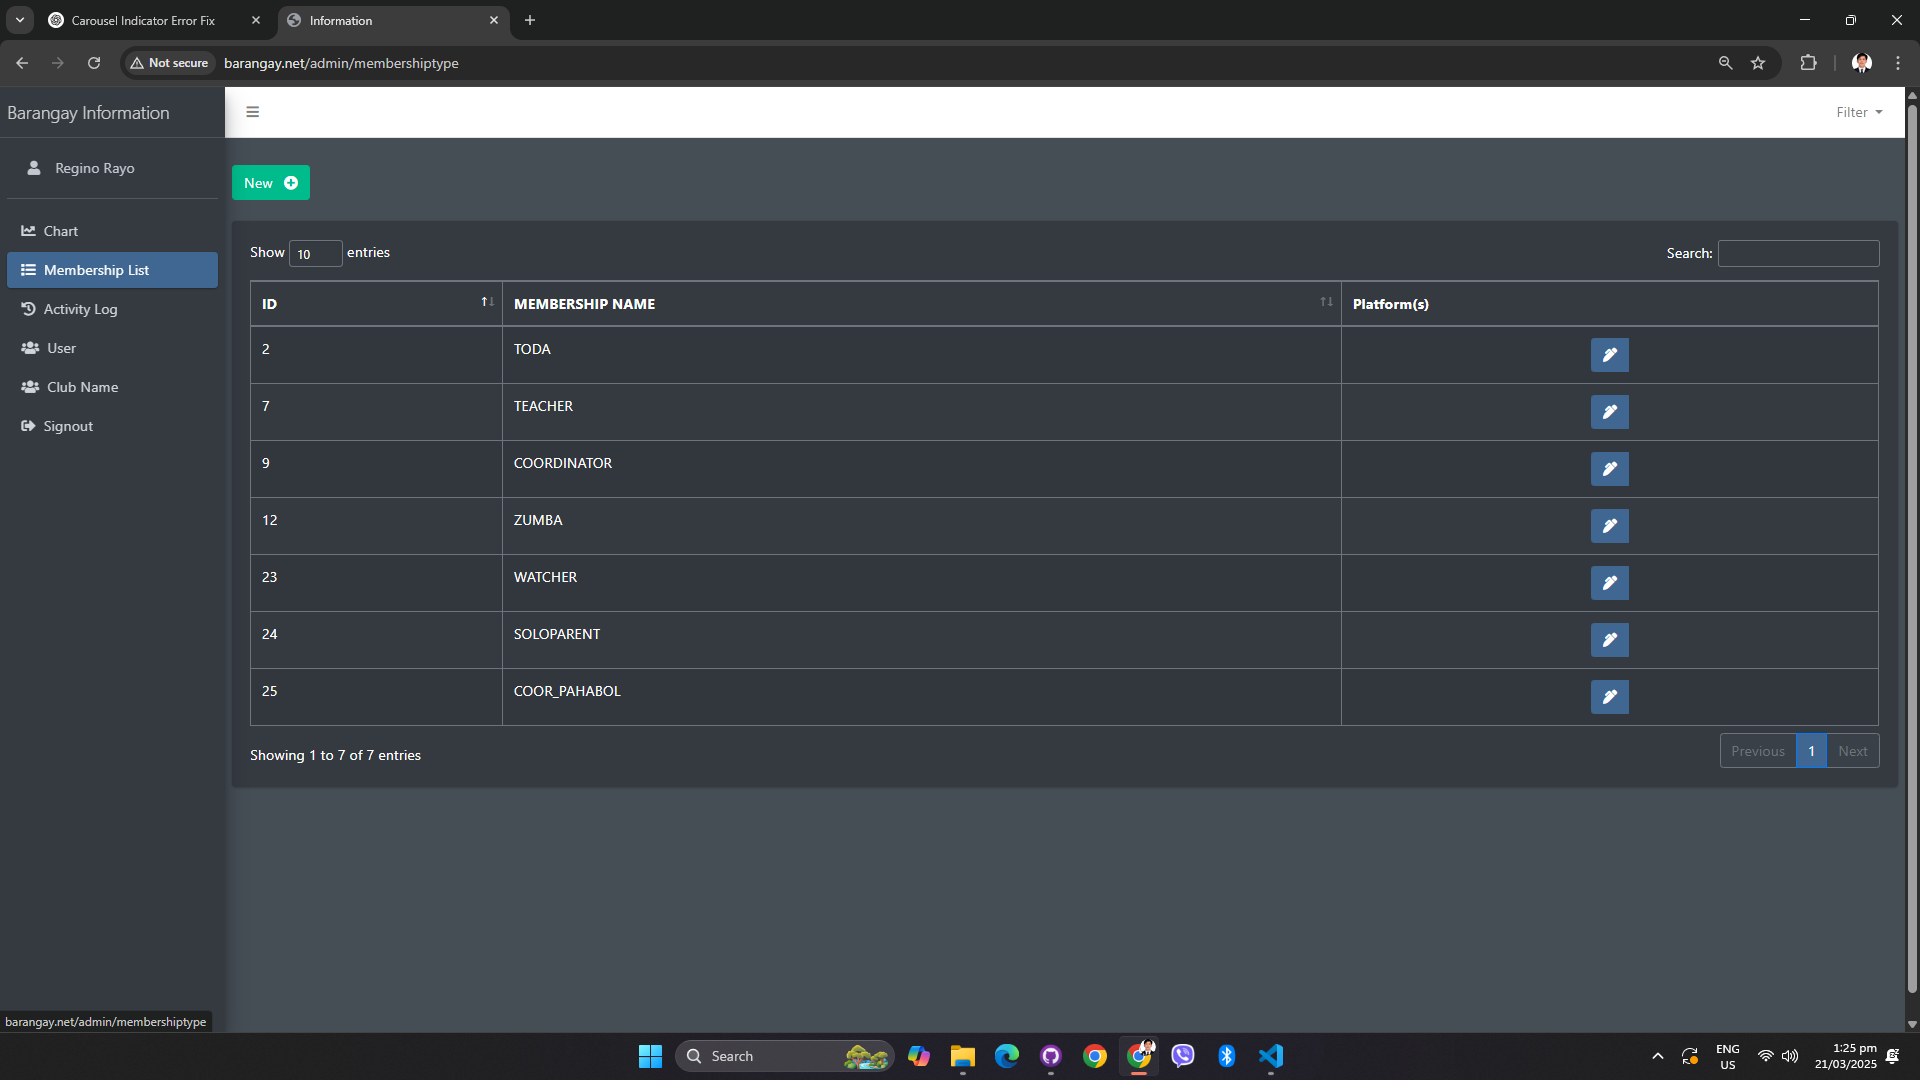 Carousel Indicator Error Fix
Information
Not secure
barangay.net/admin/membershiptype
Barangay Information
Filter
Regino Rayo
New
Chart
Membership List
Activity Log
User
Club Name
Signout
Show 10 entries
Search:
ID MEMBERSHIP NAME Platform(s)
2 TODA
7 TEACHER
9 COORDINATOR
12 ZUMBA
23 WATCHER
24 SOLOPARENT
25 COOR_PAHABOL
Showing 1 to 7 of 7 entries
Previous 1 Next
barangay.net/admin/membershiptype
Search
ENG
US
1:25 pm
21/03/2025